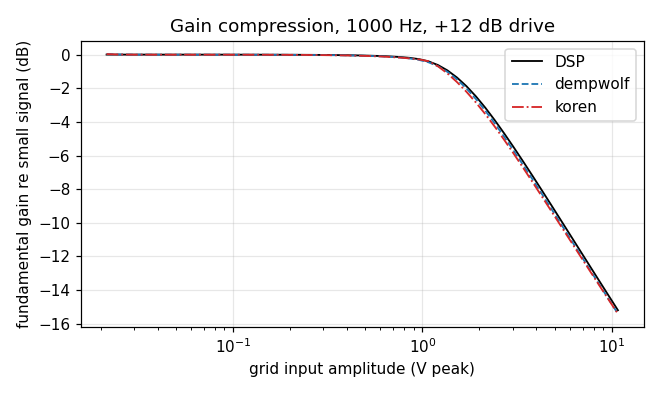 Gain compression, 1000 Hz, +12 dB drive
fundamental gain re small signal (dB)
0
−2
−4
−6
−8
−10
−12
−14
−16
DSP
dempwolf
koren
10⁻¹
10⁰
10¹
grid input amplitude (V peak)